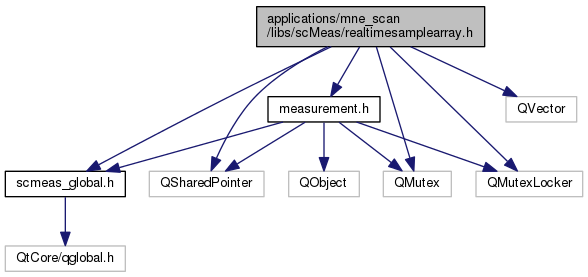 applications/mne_scan
/libs/scMeas/realtimesamplearray.h
measurement.h
QVector
scmeas_global.h
QSharedPointer
QObject
QMutex
QMutexLocker
QtCore/qglobal.h